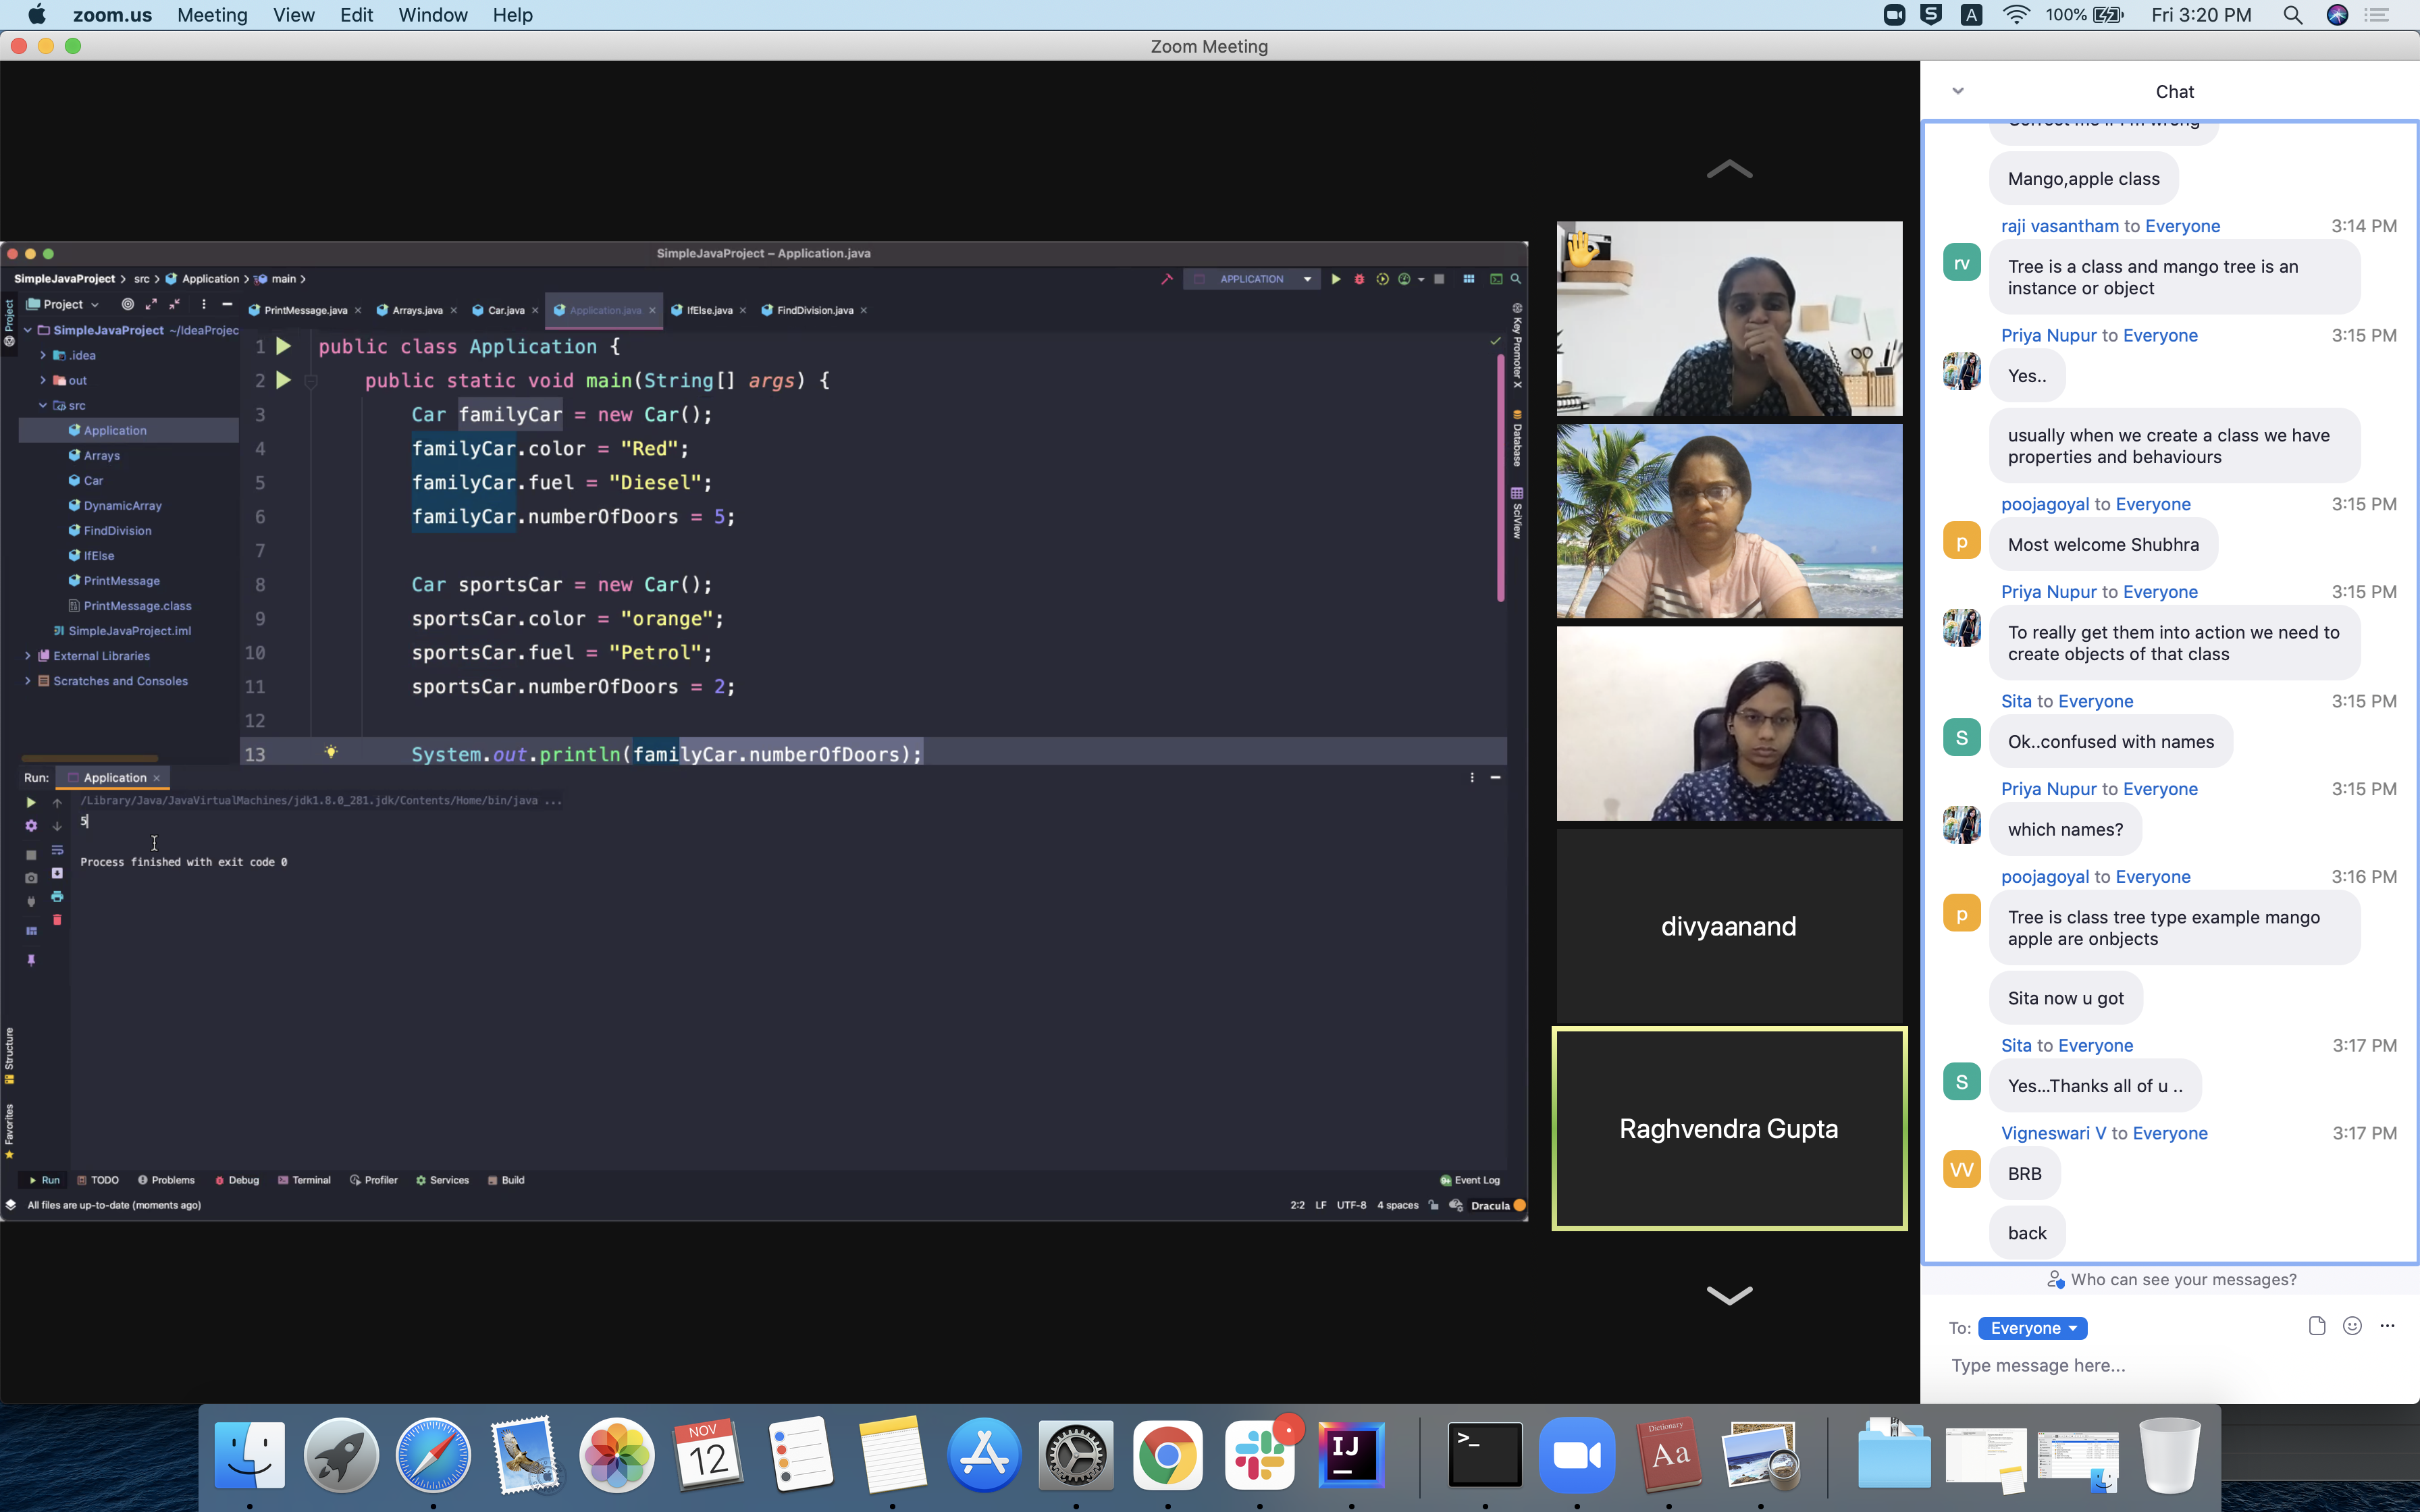 zoom.us Meeting View Edit Window Help
100% Fri 3:20 PM
Zoom Meeting
SimpleJavaProject – Application.java
SimpleJavaProject > src > Application > main >
APPLICATION
Project
PrintMessage.java Arrays.java Car.java Application.java IfElse.java FindDivision.java
SimpleJavaProject ~/IdeaProjec
.idea
out
src
Application
Arrays
Car
DynamicArray
FindDivision
IfElse
PrintMessage
PrintMessage.class
SimpleJavaProject.iml
External Libraries
Scratches and Consoles
Project
Structure
Favorites
1 public class Application {
2 public static void main(String[] args) {
3 Car familyCar = new Car();
4 familyCar.color = "Red";
5 familyCar.fuel = "Diesel";
6 familyCar.numberOfDoors = 5;
7
8 Car sportsCar = new Car();
9 sportsCar.color = "orange";
10 sportsCar.fuel = "Petrol";
11 sportsCar.numberOfDoors = 2;
12
13 System.out.println(familyCar.numberOfDoors);
Key Promoter X
Database
SciView
Run: Application
/Library/Java/JavaVirtualMachines/jdk1.8.0_281.jdk/Contents/Home/bin/java ...
5
Process finished with exit code 0
Run TODO Problems Debug Terminal Profiler Services Build
Event Log
All files are up-to-date (moments ago)
2:2 LF UTF-8 4 spaces Dracula
divyaanand
Raghvendra Gupta
Chat
Correct me if I'm wrong
Mango,apple class
raji vasantham to Everyone 3:14 PM
rv
Tree is a class and mango tree is an
instance or object
Priya Nupur to Everyone 3:15 PM
Yes..
usually when we create a class we have
properties and behaviours
poojagoyal to Everyone 3:15 PM
p
Most welcome Shubhra
Priya Nupur to Everyone 3:15 PM
To really get them into action we need to
create objects of that class
Sita to Everyone 3:15 PM
S
Ok..confused with names
Priya Nupur to Everyone 3:15 PM
which names?
poojagoyal to Everyone 3:16 PM
p
Tree is class tree type example mango
apple are onbjects
Sita now u got
Sita to Everyone 3:17 PM
S
Yes...Thanks all of u ..
Vigneswari V to Everyone 3:17 PM
VV
BRB
back
Who can see your messages?
To: Everyone
Type message here...
NOV
12
IJ
>_
Dictionary
Aa